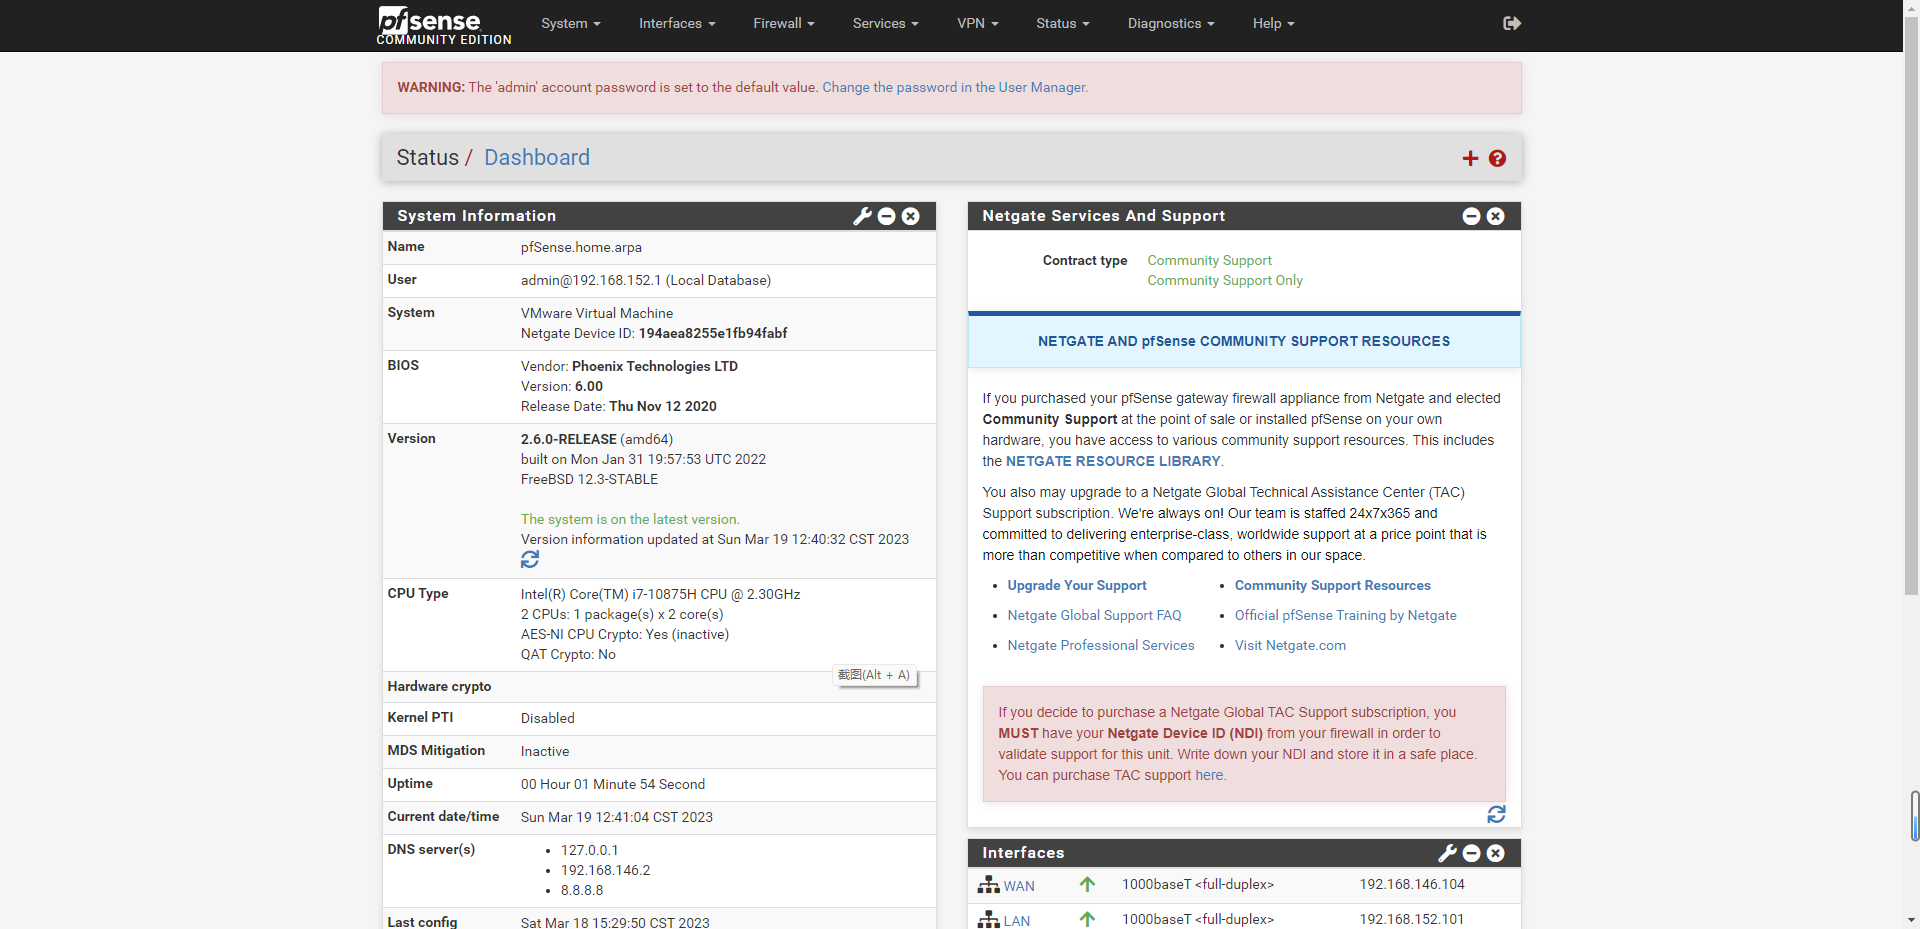 pfsense
COMMUNITY EDITION
System
Interfaces
Firewall
Services
VPN
Status
Diagnostics
Help
WARNING: The 'admin' account password is set to the default value. Change the password in the User Manager.
Status / Dashboard
System Information
Name pfSense.home.arpa
User admin@192.168.152.1 (Local Database)
System VMware Virtual Machine
Netgate Device ID: 194aea8255e1fb94fabf
BIOS Vendor: Phoenix Technologies LTD
Version: 6.00
Release Date: Thu Nov 12 2020
Version 2.6.0-RELEASE (amd64)
built on Mon Jan 31 19:57:53 UTC 2022
FreeBSD 12.3-STABLE
The system is on the latest version.
Version information updated at Sun Mar 19 12:40:32 CST 2023
CPU Type Intel(R) Core(TM) i7-10875H CPU @ 2.30GHz
2 CPUs: 1 package(s) x 2 core(s)
AES-NI CPU Crypto: Yes (inactive)
QAT Crypto: No
截图(Alt + A)
Hardware crypto
Kernel PTI Disabled
MDS Mitigation Inactive
Uptime 00 Hour 01 Minute 54 Second
Current date/time Sun Mar 19 12:41:04 CST 2023
DNS server(s)
127.0.0.1
192.168.146.2
8.8.8.8
Last config Sat Mar 18 15:29:50 CST 2023
Netgate Services And Support
Contract type Community Support
Community Support Only
NETGATE AND pfSense COMMUNITY SUPPORT RESOURCES
If you purchased your pfSense gateway firewall appliance from Netgate and elected
Community Support at the point of sale or installed pfSense on your own
hardware, you have access to various community support resources. This includes
the NETGATE RESOURCE LIBRARY.
You also may upgrade to a Netgate Global Technical Assistance Center (TAC)
Support subscription. We're always on! Our team is staffed 24x7x365 and
committed to delivering enterprise-class, worldwide support at a price point that is
more than competitive when compared to others in our space.
Upgrade Your Support
Community Support Resources
Netgate Global Support FAQ
Official pfSense Training by Netgate
Netgate Professional Services
Visit Netgate.com
If you decide to purchase a Netgate Global TAC Support subscription, you
MUST have your Netgate Device ID (NDI) from your firewall in order to
validate support for this unit. Write down your NDI and store it in a safe place.
You can purchase TAC support here.
Interfaces
WAN 1000baseT <full-duplex> 192.168.146.104
LAN 1000baseT <full-duplex> 192.168.152.101